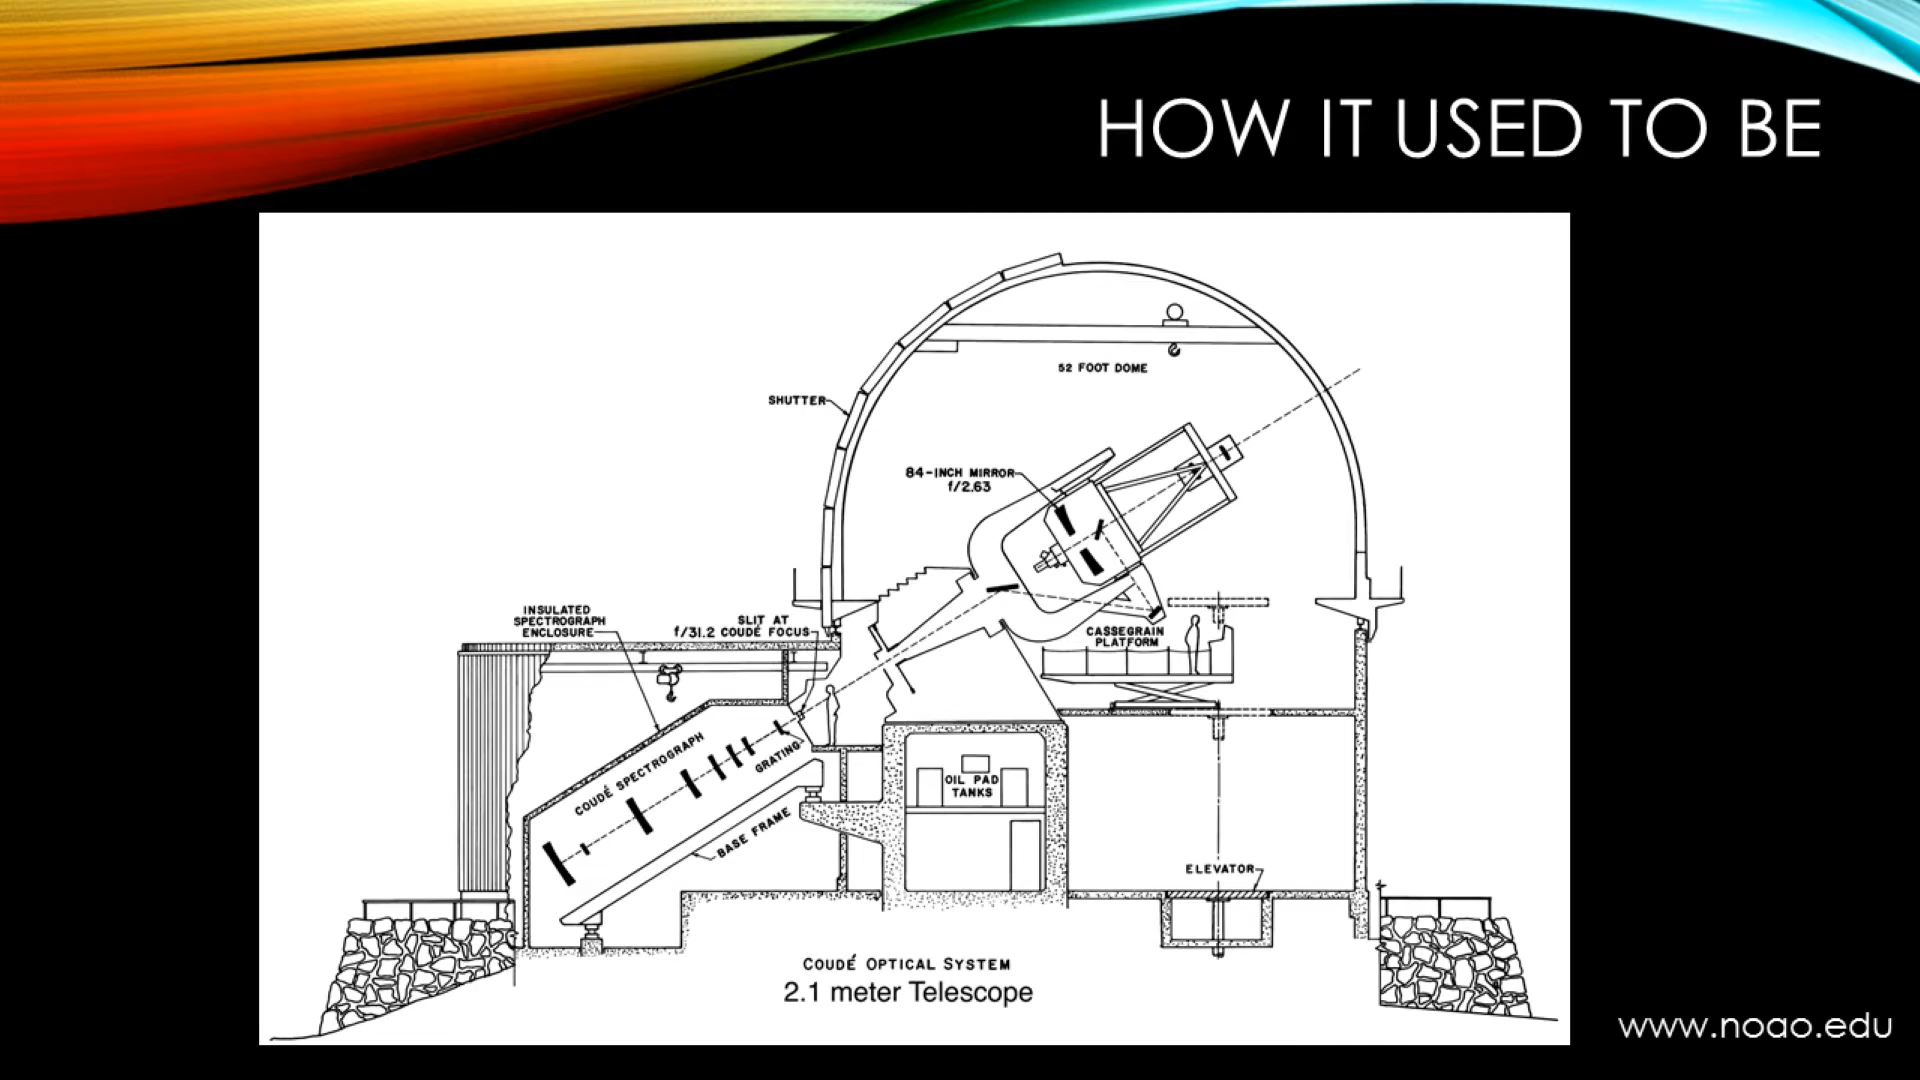 HOW IT USED TO BE
52 FOOT DOME
SHUTTER
84-INCH MIRROR
f/2.63
INSULATED
SPECTROGRAPH
ENCLOSURE
SLIT AT
f/31.2 COUDÉ FOCUS
CASSEGRAIN
PLATFORM
COUDÉ SPECTROGRAPH
GRATING
BASE FRAME
OIL PAD
TANKS
ELEVATOR
COUDÉ OPTICAL SYSTEM
2.1 meter Telescope
www.noao.edu